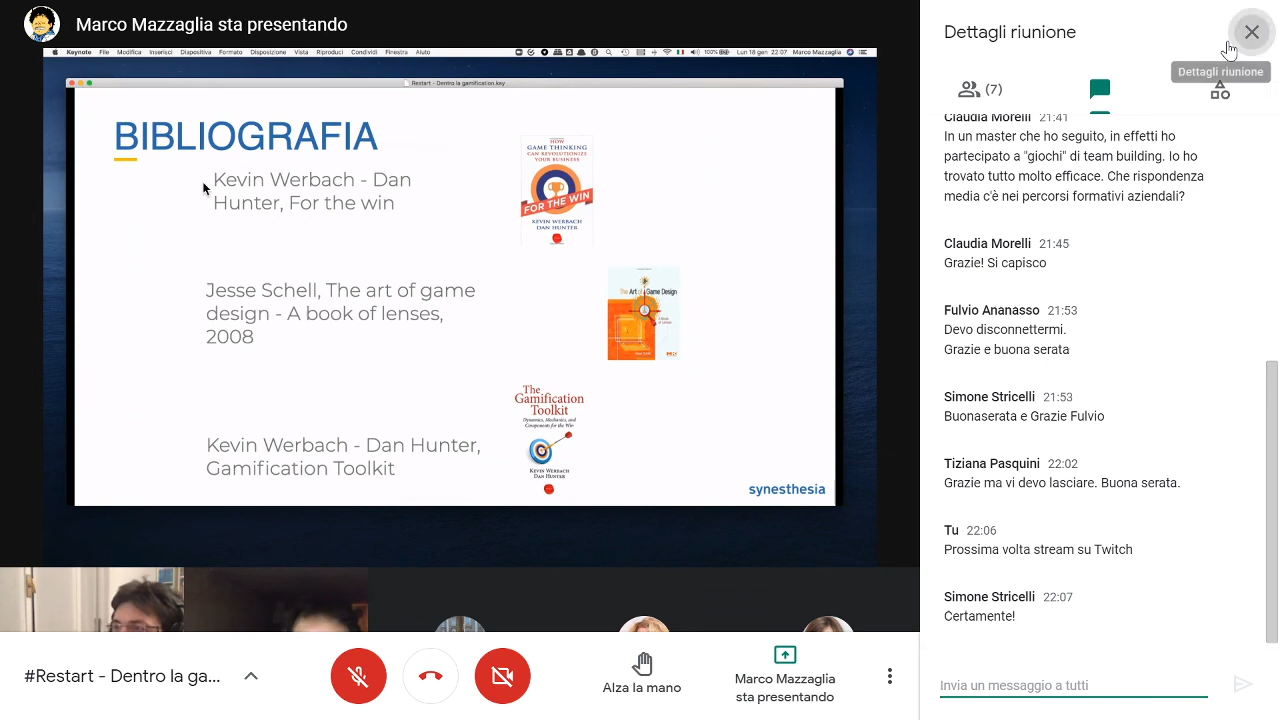 Marco Mazzaglia sta presentando
Keynote File Modifica Inserisci Diapositiva Formato Disposizione Vista Riproduci Condividi Finestra Aiuto
100% Lun 18 gen 22:07 Marco Mazzaglia
Restart - Dentro la gamification.key
BIBLIOGRAFIA
Kevin Werbach - Dan
Hunter, For the win
HOW
GAME THINKING
CAN REVOLUTIONIZE
YOUR BUSINESS
FOR THE WIN
KEVIN WERBACH
DAN HUNTER
Jesse Schell, The art of game
design - A book of lenses,
2008
The Art of Game Design
Kevin Werbach - Dan Hunter,
Gamification Toolkit
The
Gamification
Toolkit
Dynamics, Mechanics, and
Components for the Win
KEVIN WERBACH
DAN HUNTER
synesthesia
#Restart - Dentro la ga...
Alza la mano
Marco Mazzaglia
sta presentando
Dettagli riunione
Dettagli riunione
(7)
Claudia Morelli 21:41
In un master che ho seguito, in effetti ho
partecipato a "giochi" di team building. Io ho
trovato tutto molto efficace. Che rispondenza
media c'è nei percorsi formativi aziendali?
Claudia Morelli 21:45
Grazie! Si capisco
Fulvio Ananasso 21:53
Devo disconnettermi.
Grazie e buona serata
Simone Stricelli 21:53
Buonaserata e Grazie Fulvio
Tiziana Pasquini 22:02
Grazie ma vi devo lasciare. Buona serata.
Tu 22:06
Prossima volta stream su Twitch
Simone Stricelli 22:07
Certamente!
Invia un messaggio a tutti